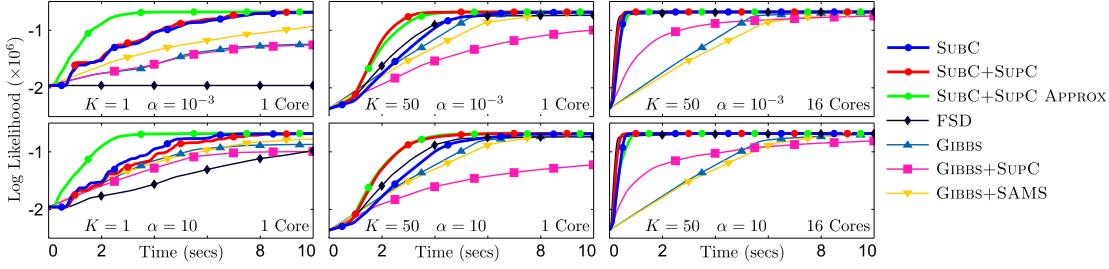 Log Likelihood (×10⁶)
-1
-2
K = 1 α = 10⁻³ 1 Core
K = 50 α = 10⁻³ 1 Core
K = 50 α = 10⁻³ 16 Cores
-1
-2
K = 1 α = 10 1 Core
K = 50 α = 10 1 Core
K = 50 α = 10 16 Cores
0 2 8 10
0 2 8 10
0 2 8 10
Time (secs)
Time (secs)
Time (secs)
SUBC
SUBC+SUPC
SUBC+SUPC APPROX
FSD
GIBBS
GIBBS+SUPC
GIBBS+SAMS